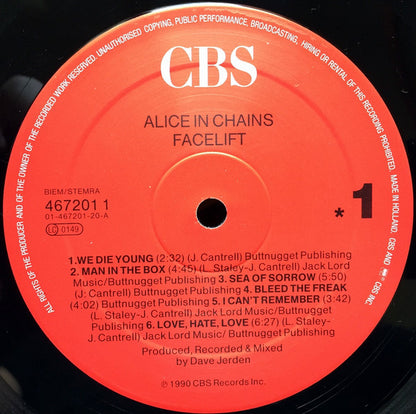 CBS
ALICE IN CHAINS
FACELIFT
BIEM/STEMRA
467201 1
01-467201-20-A
LC 0149
* 1
1.WE DIE YOUNG (2:32) (J. Cantrell) Buttnugget Publishing
2. MAN IN THE BOX (4:45) (L. Staley-J. Cantrell) Jack Lord
Music/Buttnugget Publishing 3. SEA OF SORROW (5:50)
(J. Cantrell) Buttnugget Publishing 4. BLEED THE FREAK
(4:02) Buttnugget Publishing 5. I CAN'T REMEMBER (3:42)
(L. Staley-J. Cantrell) Jack Lord Music/Buttnugget
Publishing 6. LOVE, HATE, LOVE (6:27) (L. Staley-
J. Cantrell) Jack Lord Music/ Buttnugget Publishing
Produced, Recorded & Mixed
by Dave Jerden
℗ 1990 CBS Records Inc.
ALL RIGHTS OF THE PRODUCER AND OF THE OWNER OF THE RECORDED WORK RESERVED. UNAUTHORISED COPYING, PUBLIC PERFORMANCE, BROADCASTING, HIRING OR RENTAL OF THIS RECORDING PROHIBITED. MADE IN HOLLAND. CBS AND CBS INC.